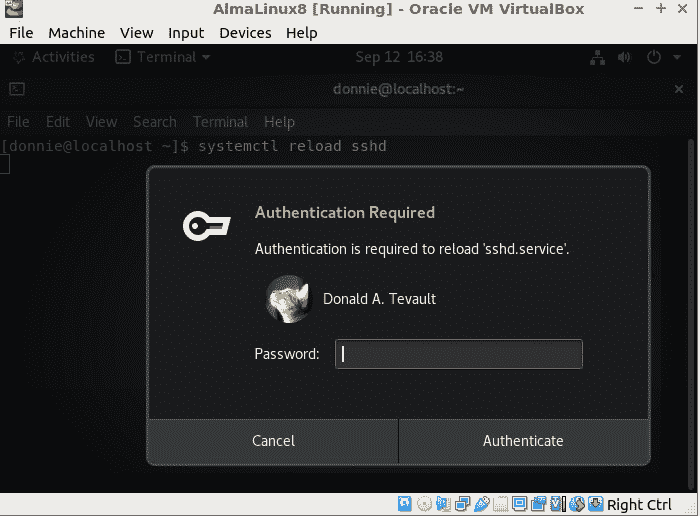 AlmaLinux8 [Running] - Oracle VM VirtualBox
File Machine View Input Devices Help
Activities Terminal Sep 12 16:38
donnie@localhost:~
File Edit View Search Terminal Help
[donnie@localhost ~]$ systemctl reload sshd
Authentication Required
Authentication is required to reload 'sshd.service'.
Donald A. Tevault
Password:
Cancel Authenticate
Right Ctrl